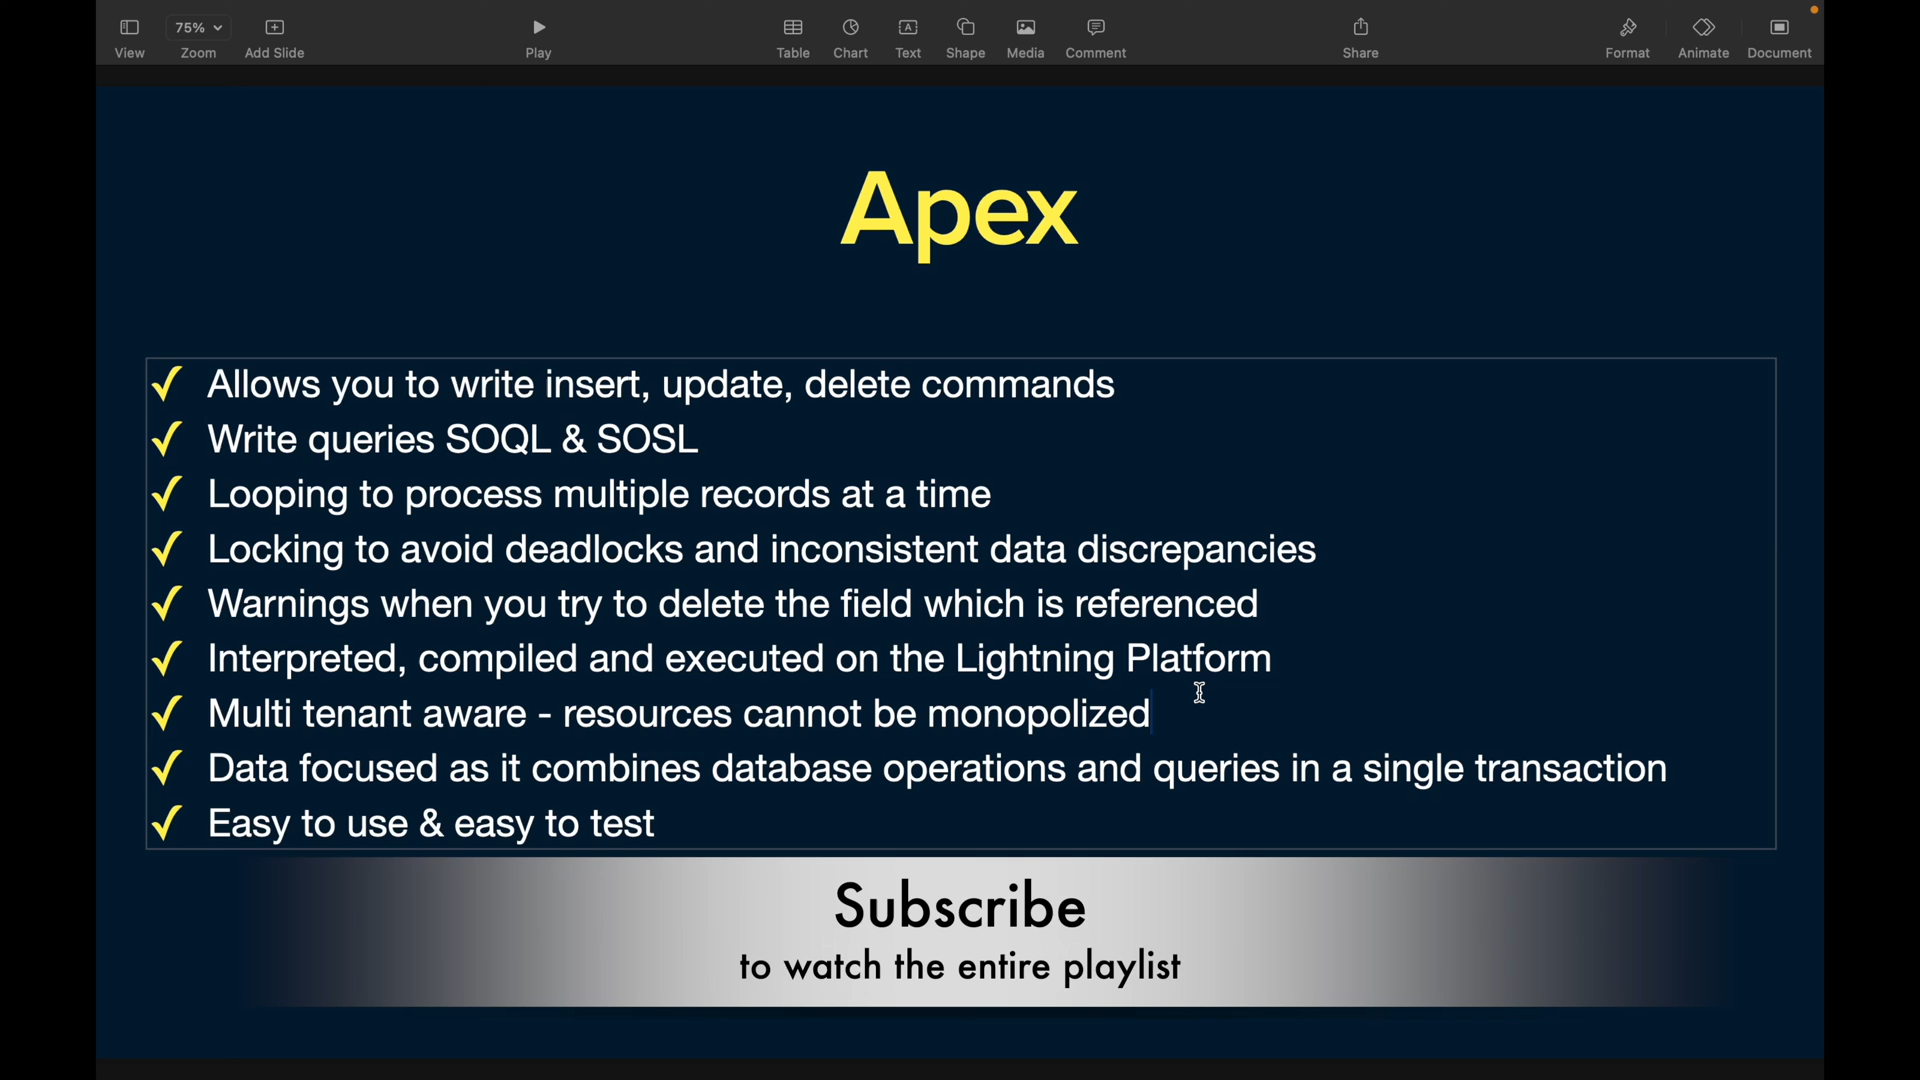 75%
View
Zoom
Add Slide
Play
Table
Chart
Text
Shape
Media
Comment
Share
Format
Animate
Document
Apex
✓ Allows you to write insert, update, delete commands
✓ Write queries SOQL & SOSL
✓ Looping to process multiple records at a time
✓ Locking to avoid deadlocks and inconsistent data discrepancies
✓ Warnings when you try to delete the field which is referenced
✓ Interpreted, compiled and executed on the Lightning Platform
✓ Multi tenant aware - resources cannot be monopolized
✓ Data focused as it combines database operations and queries in a single transaction
✓ Easy to use & easy to test
Subscribe
to watch the entire playlist